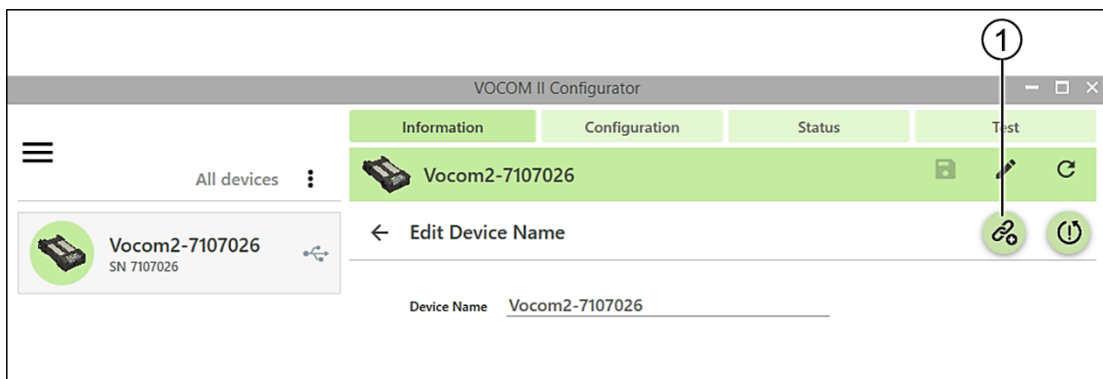 1
VOCOM II Configurator
Information Configuration Status Test
All devices
Vocom2-7107026
Vocom2-7107026
SN 7107026
Edit Device Name
Device Name Vocom2-7107026